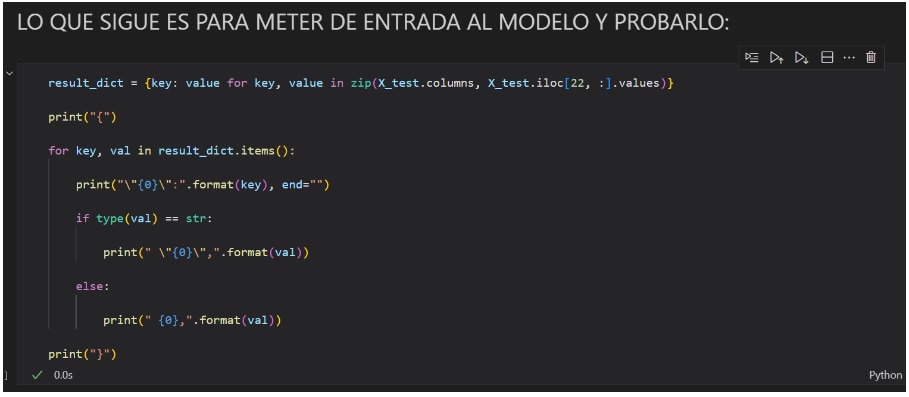 LO QUE SIGUE ES PARA METER DE ENTRADA AL MODELO Y PROBARLO:
result_dict = {key: value for key, value in zip(X_test.columns, X_test.iloc[22, :].values)}
print("{")
for key, val in result_dict.items():
print("\"{0}\":".format(key), end="")
if type(val) == str:
print(" \"{0}\",".format(val))
else:
print(" {0},".format(val))
print("}")
] ✓ 0.0s Python